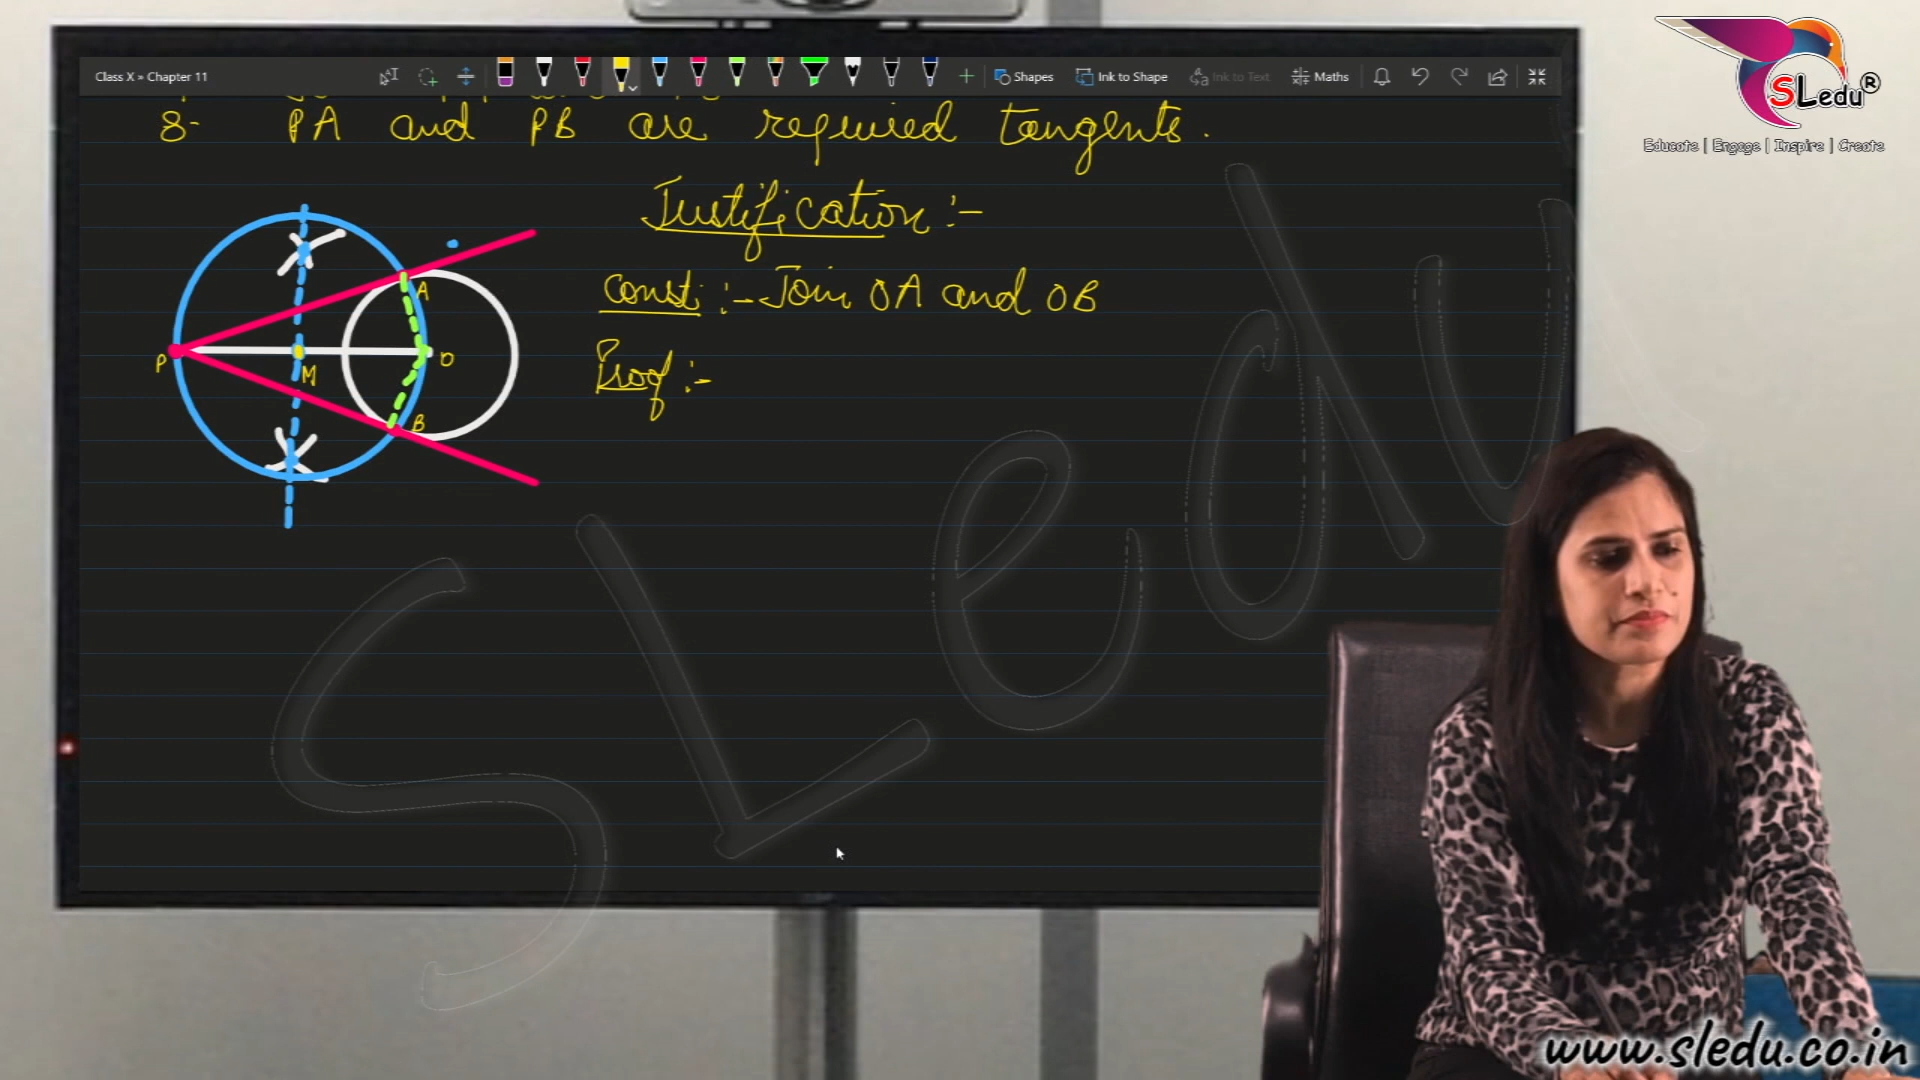 Class X » Chapter 11
Shapes
Ink to Shape
Ink to Text
Maths
SLedu®
Educate | Engage | Inspire | Create
8- PA and PB are required tangents.
Justification :-
Const :- Join OA and OB
Proof :-
A
P
O
M
B
SLedu
www.sledu.co.in